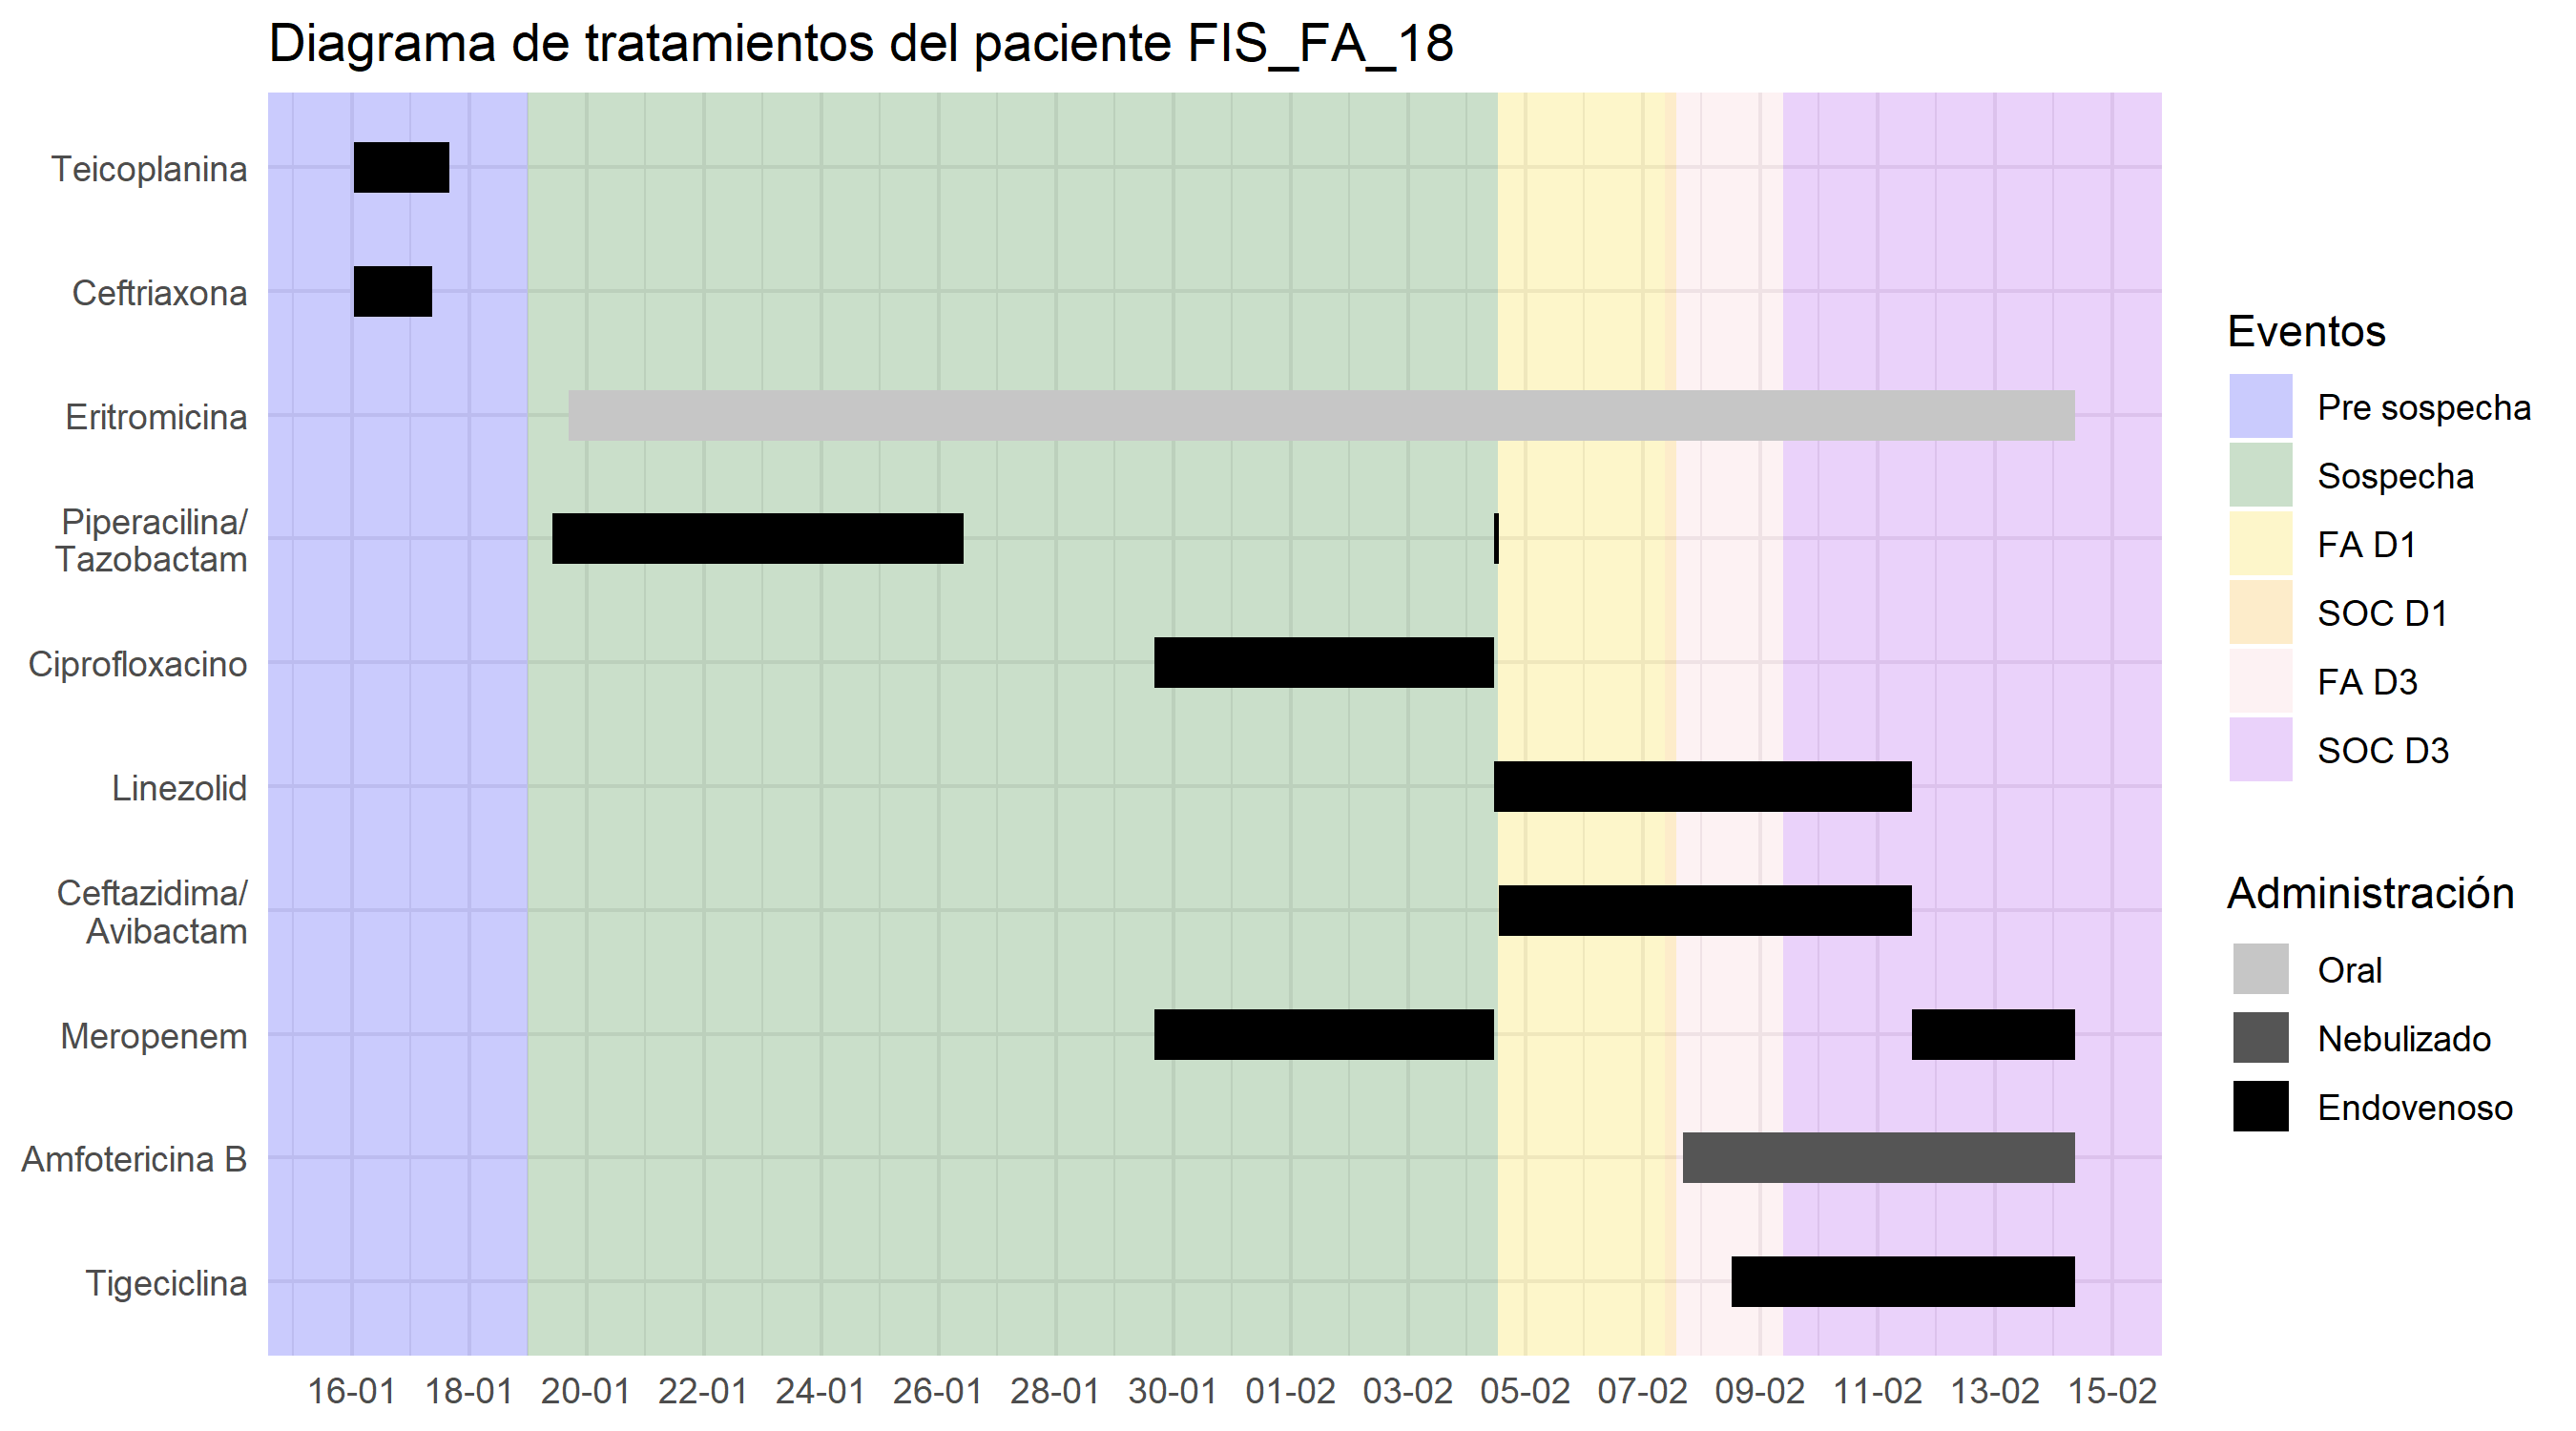 Diagrama de tratamientos del paciente FIS_FA_18
Teicoplanina
Ceftriaxona
Eritromicina
Piperacilina/
Tazobactam
Ciprofloxacino
Linezolid
Ceftazidima/
Avibactam
Meropenem
Amfotericina B
Tigeciclina
16-01 18-01 20-01 22-01 24-01 26-01 28-01 30-01 01-02 03-02 05-02 07-02 09-02 11-02 13-02 15-02
Eventos
Pre sospecha
Sospecha
FA D1
SOC D1
FA D3
SOC D3
Administración
Oral
Nebulizado
Endovenoso